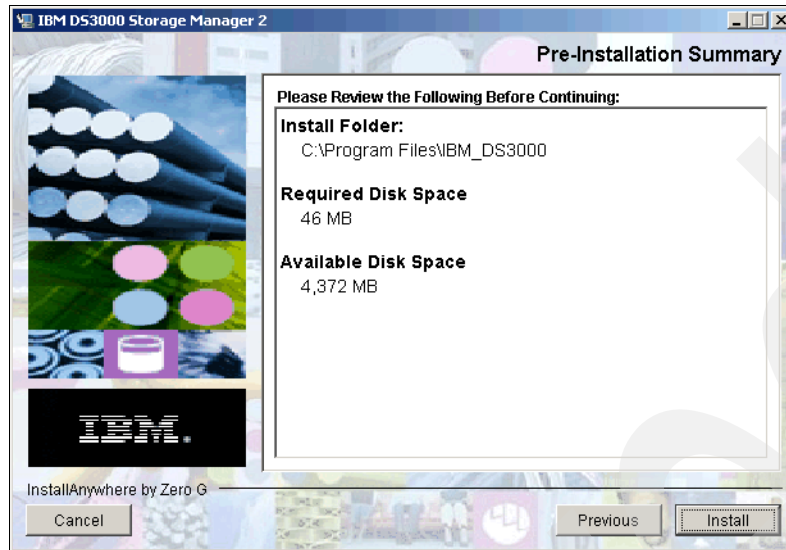 IBM DS3000 Storage Manager 2
Pre-Installation Summary
Please Review the Following Before Continuing:
Install Folder:
C:\Program Files\IBM_DS3000
Required Disk Space
46 MB
Available Disk Space
4,372 MB
IBM.
InstallAnywhere by Zero G
Cancel
Previous
Install